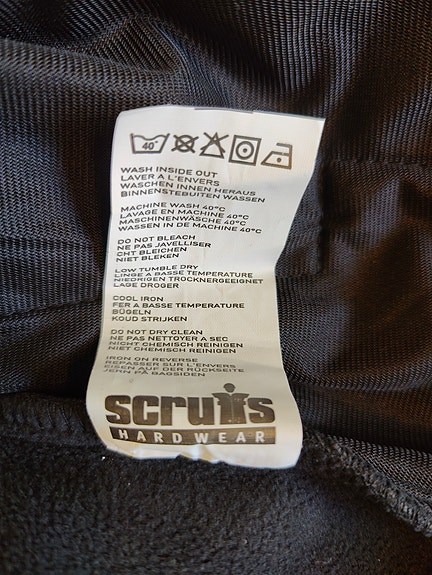 40°
WASH INSIDE OUT
LAVER A L'ENVERS
WASCHEN INNEN HERAUS
BINNENSTEBUITEN WASSEN
MACHINE WASH 40°C
LAVAGE EN MACHINE 40°C
MASCHINENWÄSCHE 40°C
WASSEN IN DE MACHINE 40°C
DO NOT BLEACH
NE PAS JAVELLISER
CHT BLEICHEN
NIET BLEKEN
LOW TUMBLE DRY
LINGE A BASSE TEMPERATURE
NIEDRIGEN TROCKNERGEEIGNET
LAGE DROGER
COOL IRON
FER A BASSE TEMPERATURE
BÜGELN
KOUD STRIJKEN
DO NOT DRY CLEAN
NE PAS NETTOYER A SEC
NICHT CHEMISCH REINIGEN
NIET CHEMISCH REINIGEN
IRON ON REVERSE
REPASSER SUR L'ENVERS
EISEN AUF DER RÜCKSEITE
JERN PÅ BAGSIDEN
scruffs
HARDWEAR